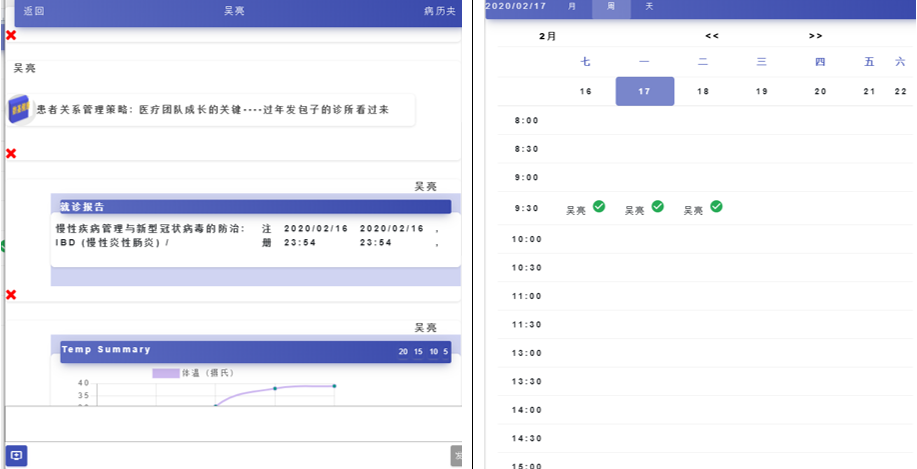 返回 吴亮 病历夹
吴亮
患者关系管理策略：医疗团队成长的关键----过年发包子的诊所看过来
吴亮
就诊报告
慢性疾病管理与新型冠状病毒的防治：
IBD (慢性炎性肠炎) /
注册
2020/02/16 23:54
2020/02/16 23:54
,
,
吴亮
Temp Summary 20 15 10 5
体温（摄氏）
4.0
3.5
2020/02/17 月 周 天
2月 << >>
七 一 二 三 四 五 六
16 17 18 19 20 21 22
8:00
8:30
9:00
9:30 吴亮 吴亮 吴亮
10:00
10:30
11:00
11:30
13:00
13:30
14:00
14:30
15:00